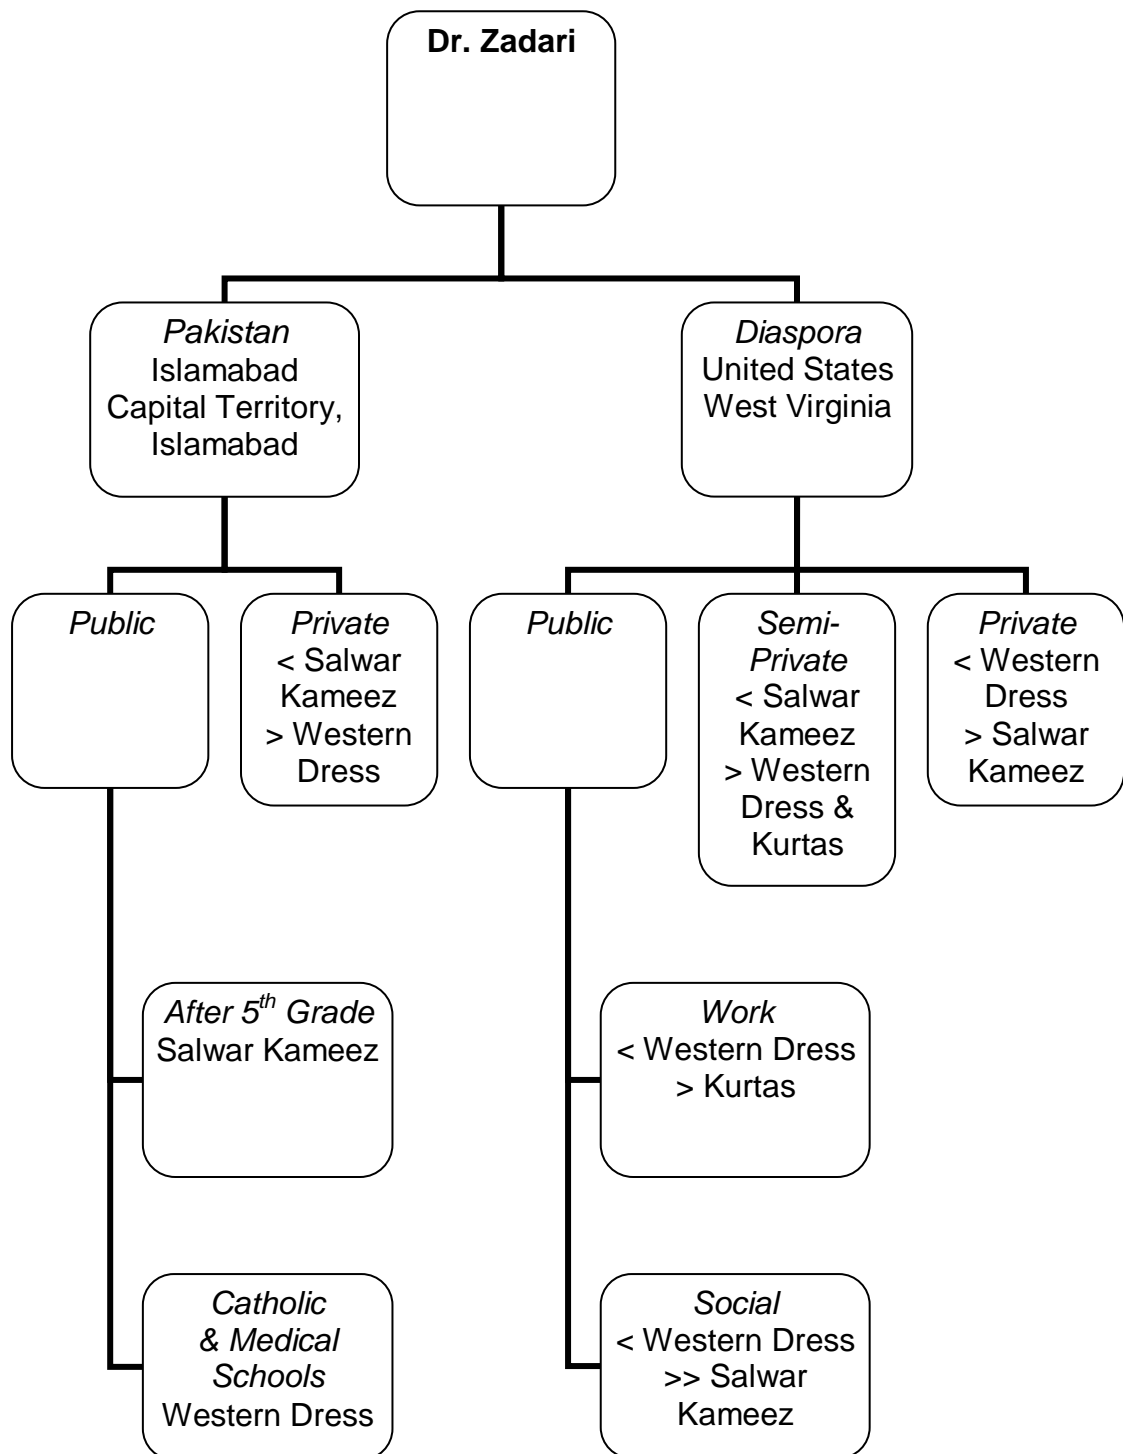 Dr. Zadari
Pakistan
Islamabad
Capital Territory,
Islamabad
Diaspora
United States
West Virginia
Public
Private
< Salwar
Kameez
> Western
Dress
Public
Semi-
Private
< Salwar
Kameez
> Western
Dress &
Kurtas
Private
< Western
Dress
> Salwar
Kameez
After 5th Grade
Salwar Kameez
Work
< Western Dress
> Kurtas
Catholic
& Medical
Schools
Western Dress
Social
< Western Dress
>> Salwar
Kameez